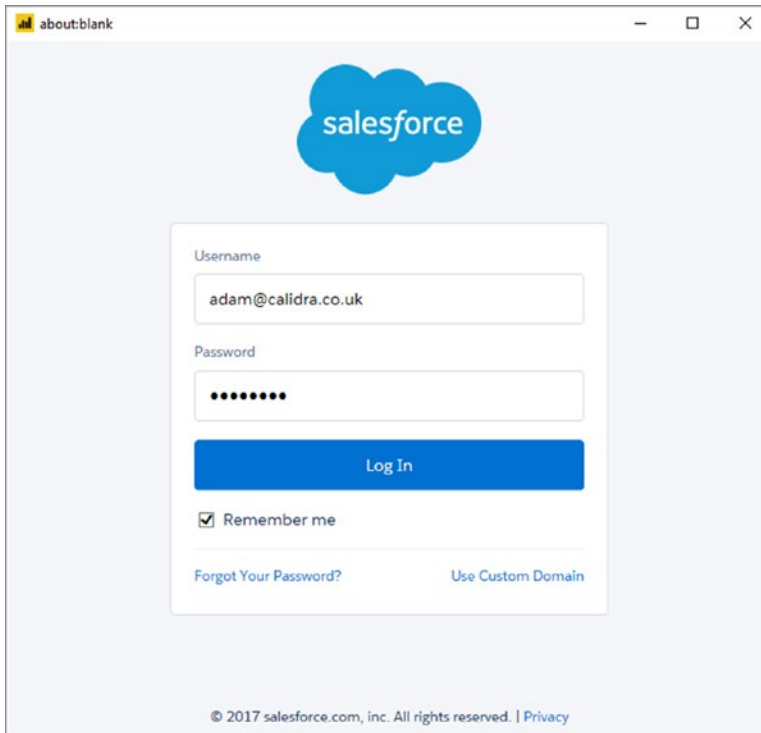 about:blank
salesforce
Username
adam@calidra.co.uk
Password
••••••••
Log In
Remember me
Forgot Your Password? Use Custom Domain
© 2017 salesforce.com, inc. All rights reserved. | Privacy